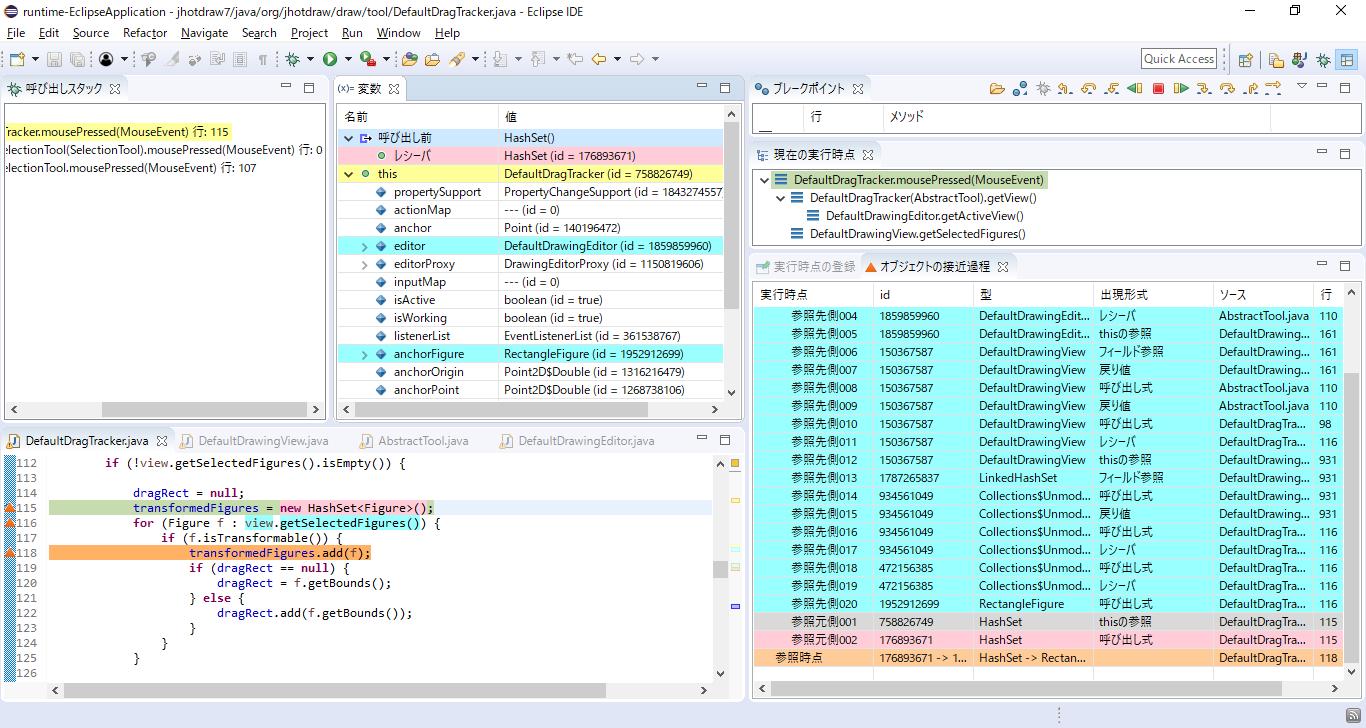 runtime-EclipseApplication - jhotdraw7/java/org/jhotdraw/draw/tool/DefaultDragTracker.java - Eclipse IDE
File Edit Source Refactor Navigate Search Project Run Window Help
Quick Access
呼び出しスタック
Tracker.mousePressed(MouseEvent) 行: 115
electionTool(SelectionTool).mousePressed(MouseEvent) 行: 0
electionTool.mousePressed(MouseEvent) 行: 107
(x)= 変数
名前 値
呼び出し前 HashSet()
レシーバ HashSet (id = 176893671)
this DefaultDragTracker (id = 758826749)
propertySupport PropertyChangeSupport (id = 1843274557
actionMap --- (id = 0)
anchor Point (id = 140196472)
editor DefaultDrawingEditor (id = 1859859960)
editorProxy DrawingEditorProxy (id = 1150819606)
inputMap --- (id = 0)
isActive boolean (id = true)
isWorking boolean (id = true)
listenerList EventListenerList (id = 361538767)
anchorFigure RectangleFigure (id = 1952912699)
anchorOrigin Point2D$Double (id = 1316216479)
anchorPoint Point2D$Double (id = 1268738106)
ブレークポイント
行 メソッド
現在の実行時点
DefaultDragTracker.mousePressed(MouseEvent)
DefaultDragTracker(AbstractTool).getView()
DefaultDrawingEditor.getActiveView()
DefaultDrawingView.getSelectedFigures()
実行時点の登録 オブジェクトの接近過程
実行時点 id 型 出現形式 ソース 行
参照先側004 1859859960 DefaultDrawingEdit... レシーバ AbstractTool.java 110
参照先側005 1859859960 DefaultDrawingEdit... thisの参照 DefaultDrawing... 161
参照先側006 150367587 DefaultDrawingView フィールド参照 DefaultDrawing... 161
参照先側007 150367587 DefaultDrawingView 戻り値 DefaultDrawing... 161
参照先側008 150367587 DefaultDrawingView 呼び出し式 AbstractTool.java 110
参照先側009 150367587 DefaultDrawingView 戻り値 AbstractTool.java 110
参照先側010 150367587 DefaultDrawingView 呼び出し式 DefaultDragTra... 98
参照先側011 150367587 DefaultDrawingView レシーバ DefaultDragTra... 116
参照先側012 150367587 DefaultDrawingView thisの参照 DefaultDrawing... 931
参照先側013 1787265837 LinkedHashSet フィールド参照 DefaultDrawing... 931
参照先側014 934561049 Collections$Unmod... 呼び出し式 DefaultDrawing... 931
参照先側015 934561049 Collections$Unmod... 戻り値 DefaultDrawing... 931
参照先側016 934561049 Collections$Unmod... 呼び出し式 DefaultDragTra... 116
参照先側017 934561049 Collections$Unmod... レシーバ DefaultDragTra... 116
参照先側018 472156385 Collections$Unmod... 呼び出し式 DefaultDragTra... 116
参照先側019 472156385 Collections$Unmod... レシーバ DefaultDragTra... 116
参照先側020 1952912699 RectangleFigure 呼び出し式 DefaultDragTra... 116
参照元側001 758826749 HashSet thisの参照 DefaultDragTra... 115
参照元側002 176893671 HashSet 呼び出し式 DefaultDragTra... 115
参照時点 176893671 -> 1... HashSet -> Rectan... DefaultDragTra... 118
DefaultDragTracker.java DefaultDrawingView.java AbstractTool.java DefaultDrawingEditor.java
112 if (!view.getSelectedFigures().isEmpty()) {
113
114 dragRect = null;
115 transformedFigures = new HashSet<Figure>();
116 for (Figure f : view.getSelectedFigures()) {
117 if (f.isTransformable()) {
118 transformedFigures.add(f);
119 if (dragRect == null) {
120 dragRect = f.getBounds();
121 } else {
122 dragRect.add(f.getBounds());
123 }
124 }
125 }
126